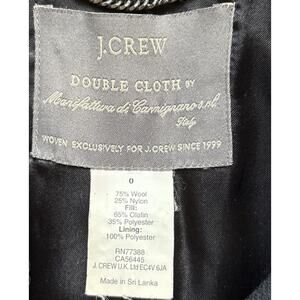 J.CREW
DOUBLE CLOTH BY
Manifattura di Carmignano s.r.l.
Italy
WOVEN EXCLUSIVELY FOR J.CREW SINCE 1999
0
75% Wool
25% Nylon
Fill:
65% Olafin
35% Polyester
Lining:
100% Polyester
RN77388
CA56445
J. CREW U.K. Ltd EC4V 6JA
Made in Sri Lanka